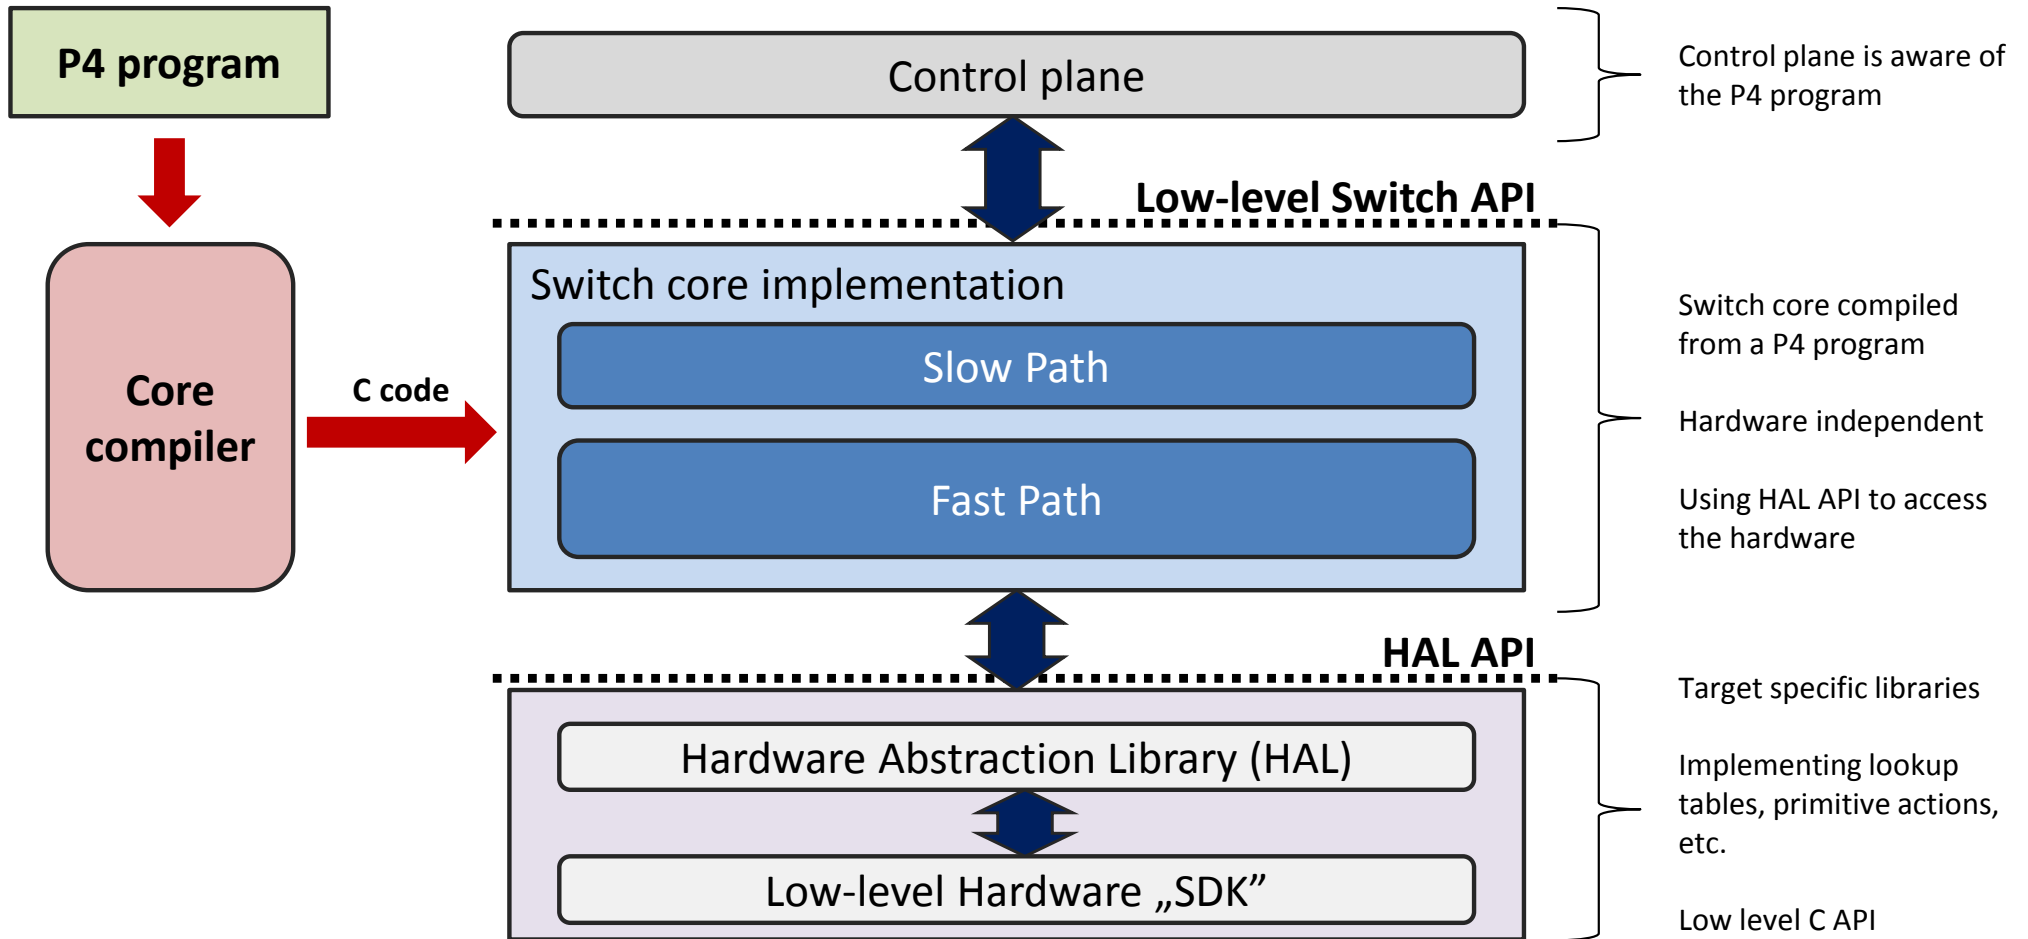 P4 program
Control plane
Control plane is aware of
the P4 program
Low-level Switch API
Core
compiler
C code
Switch core implementation
Slow Path
Fast Path
Switch core compiled
from a P4 program
Hardware independent
Using HAL API to access
the hardware
HAL API
Hardware Abstraction Library (HAL)
Low-level Hardware „SDK”
Target specific libraries
Implementing lookup
tables, primitive actions,
etc.
Low level C API